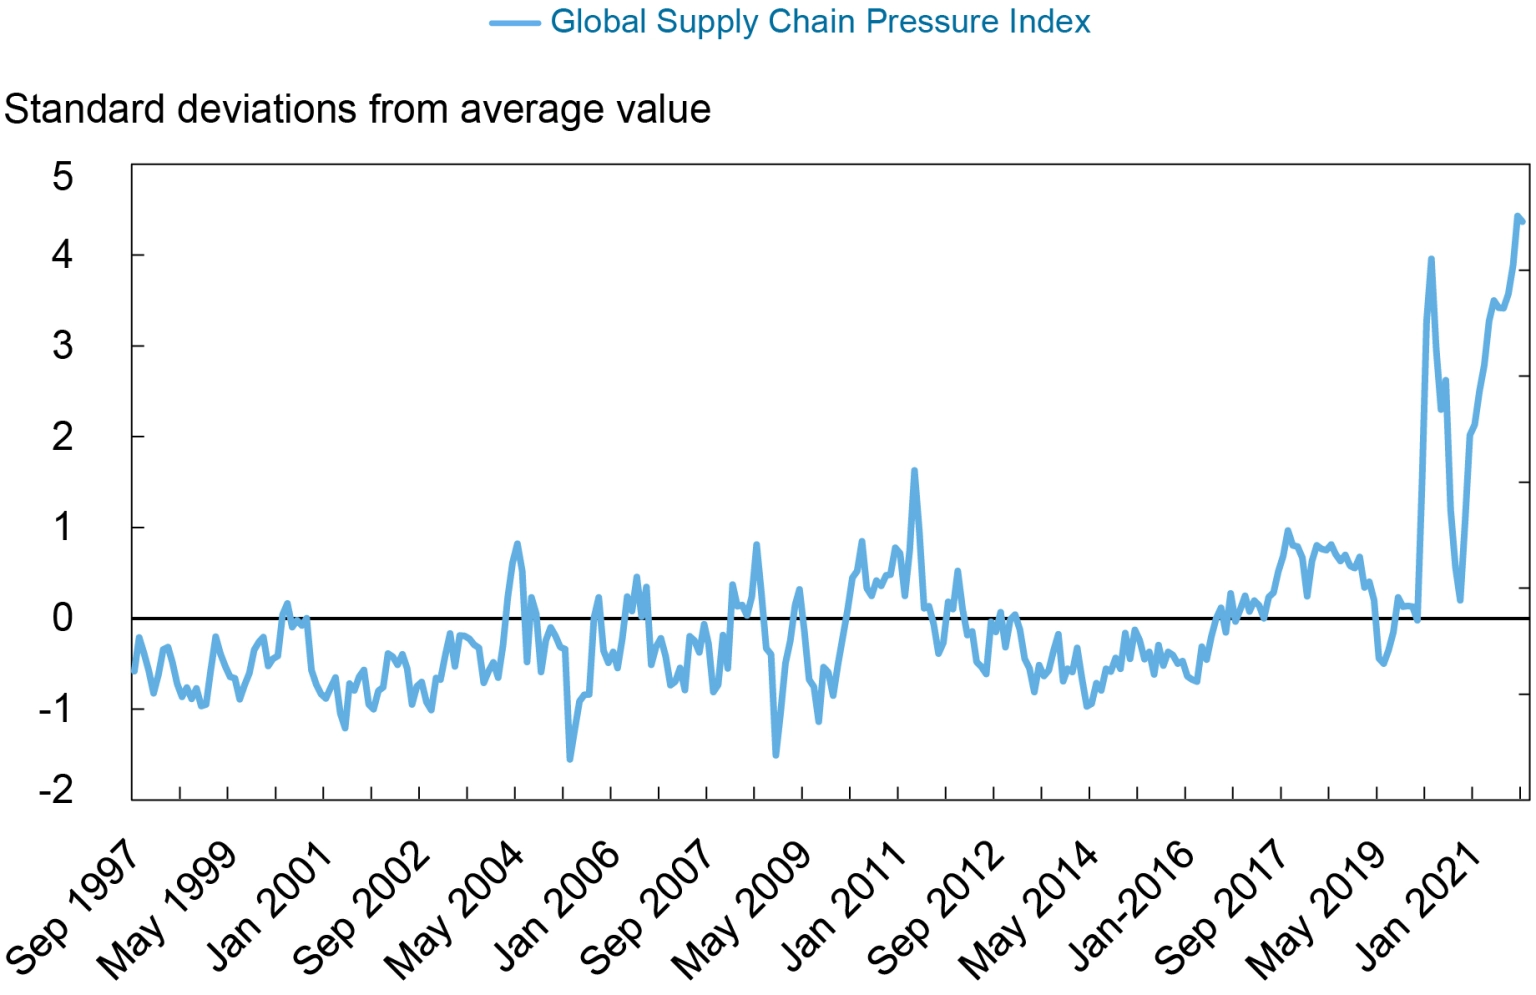 Global Supply Chain Pressure Index
Standard deviations from average value
5
4
3
2
1
0
-1
-2
Sep 1997
May 1999
Jan 2001
Sep 2002
May 2004
Jan 2006
Sep 2007
May 2009
Jan 2011
Sep 2012
May 2014
Jan-2016
Sep 2017
May 2019
Jan 2021